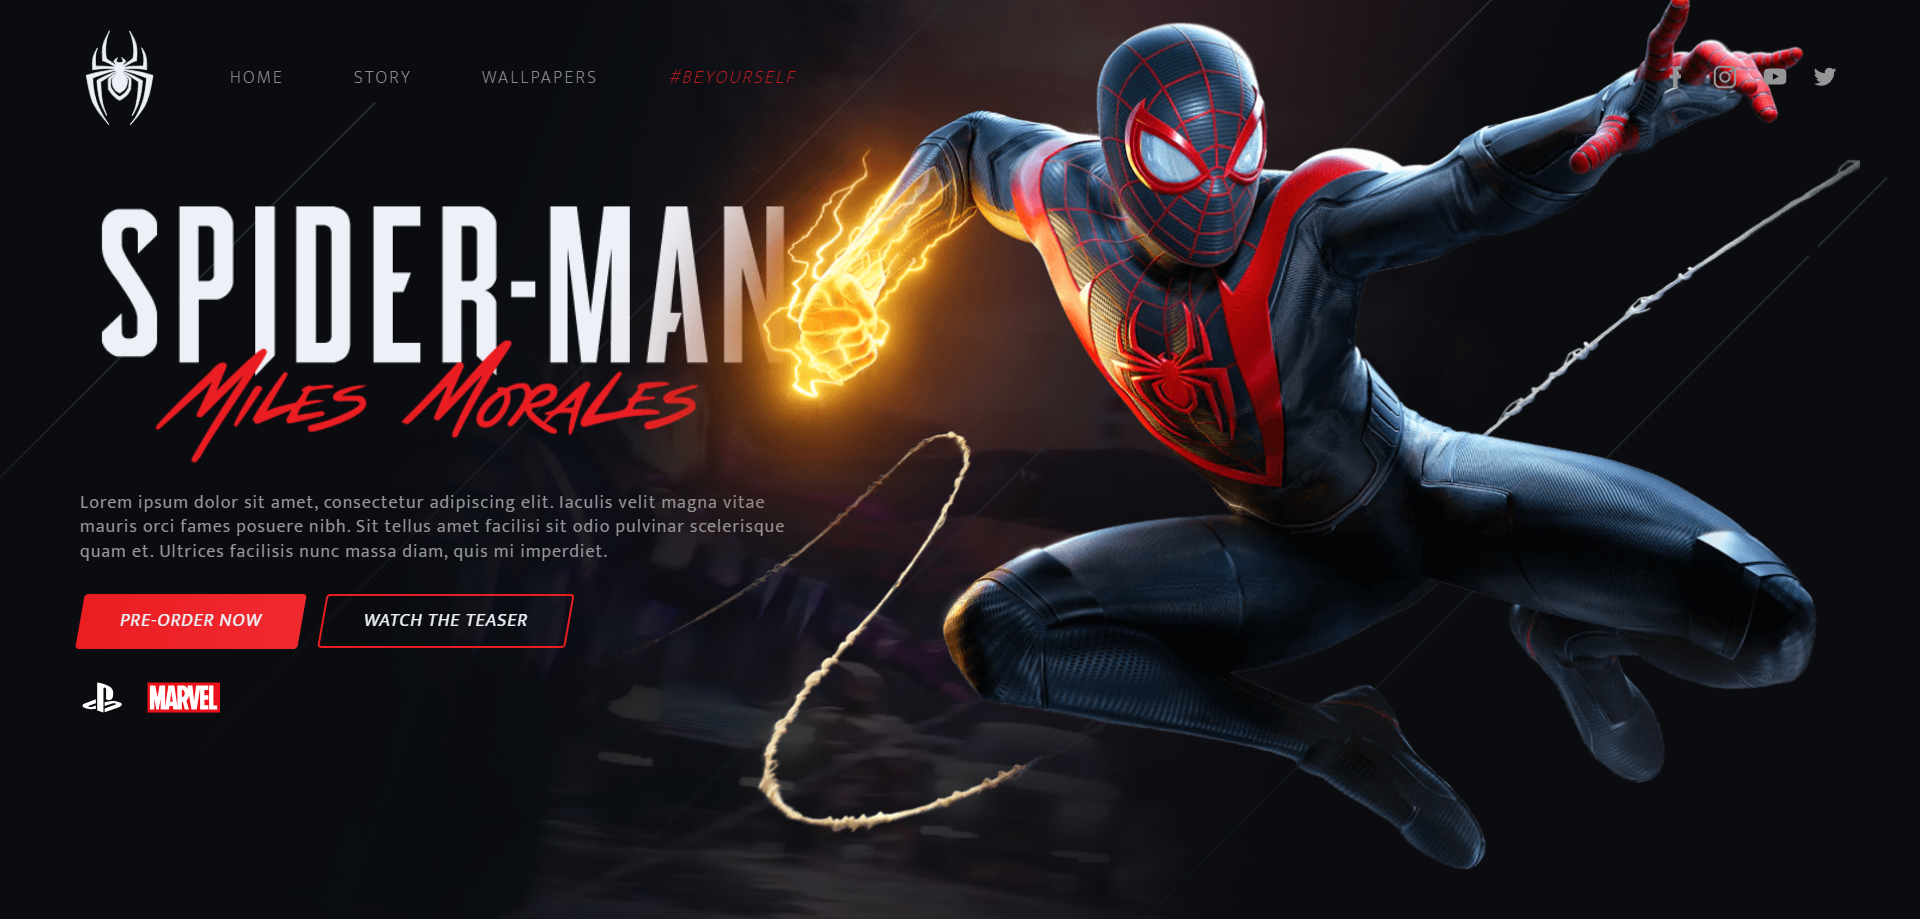 HOME
STORY
WALLPAPERS
#BEYOURSELF
SPIDER-MAN
MILES MORALES
Lorem ipsum dolor sit amet, consectetur adipiscing elit. Iaculis velit magna vitae
mauris orci fames posuere nibh. Sit tellus amet facilisi sit odio pulvinar scelerisque
quam et. Ultrices facilisis nunc massa diam, quis mi imperdiet.
PRE-ORDER NOW
WATCH THE TEASER
MARVEL